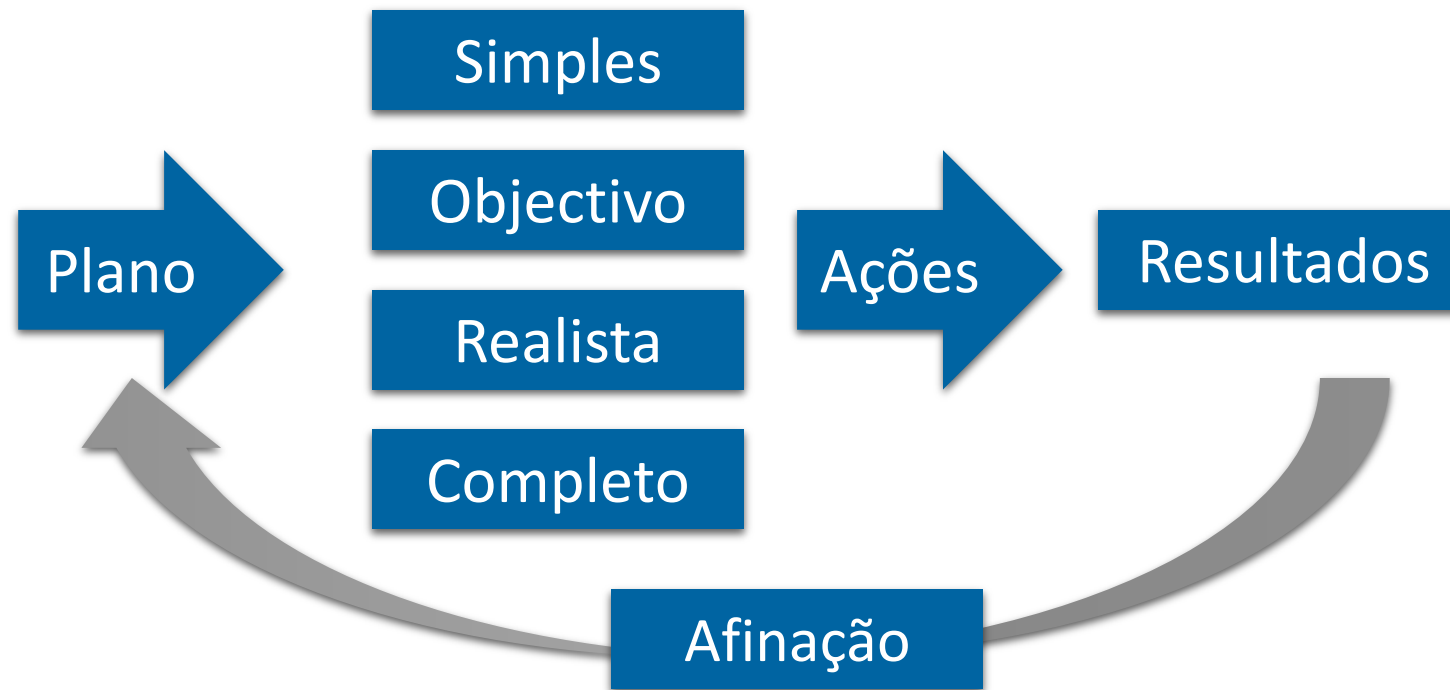 Plano
Simples
Objectivo
Realista
Completo
Ações
Resultados
Afinação